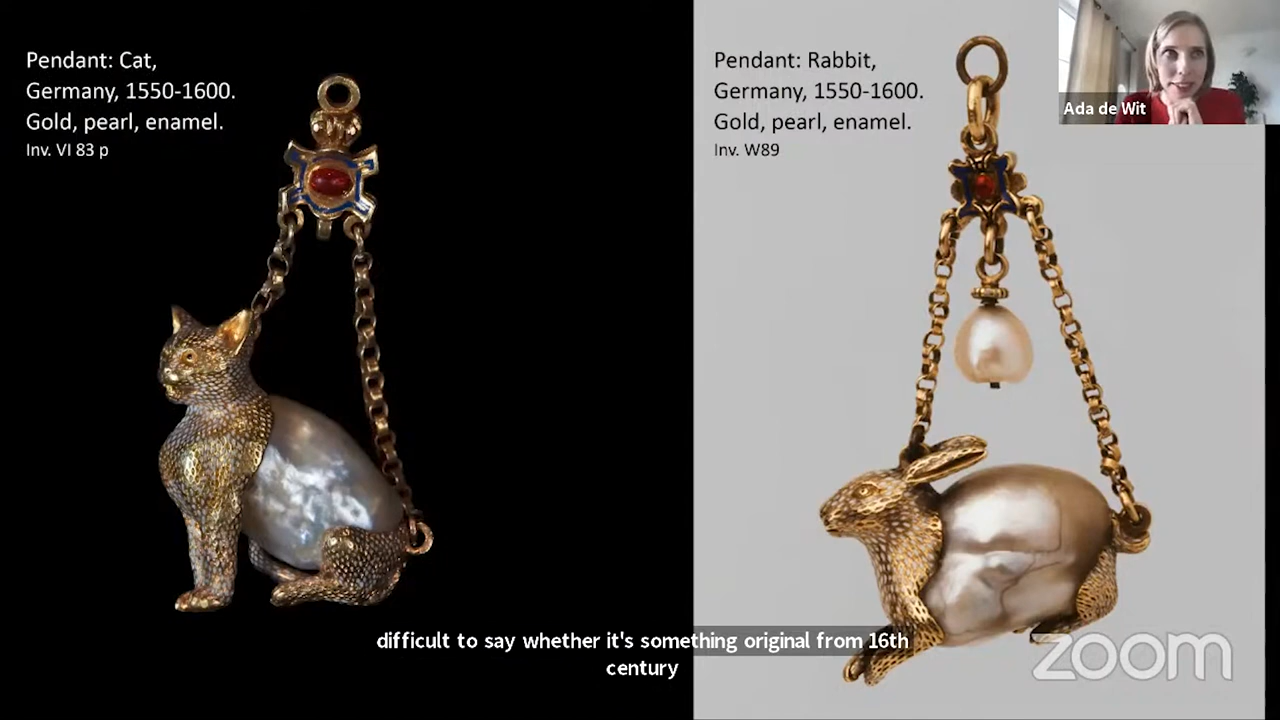 Pendant: Cat,
Germany, 1550-1600.
Gold, pearl, enamel.
Inv. VI 83 p
Pendant: Rabbit,
Germany, 1550-1600.
Gold, pearl, enamel.
Inv. W89
Ada de Wit
difficult to say whether it's something original from 16th
century
zoom